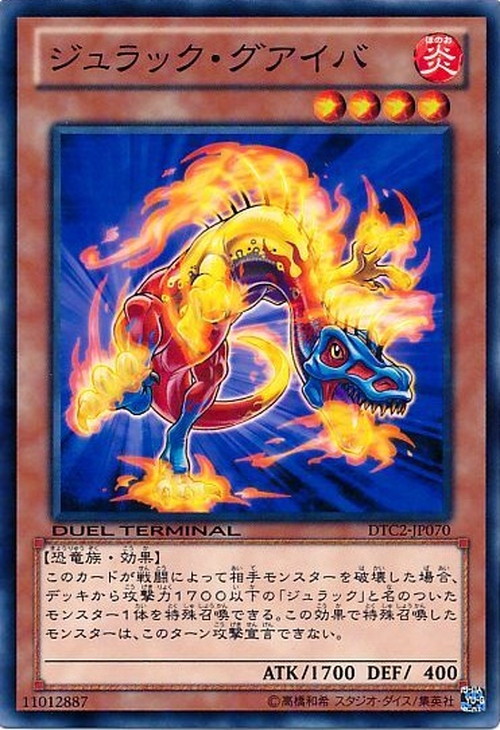 ジュラック・グアイバ
炎
ほのお
DUEL TERMINAL
DTC2-JP070
【恐竜族・効果】
このカードが戦闘によって相手モンスターを破壊した場合、
デッキから攻撃力1700以下の「ジュラック」と名のついた
モンスター1体を特殊召喚できる。この効果で特殊召喚した
モンスターは、このターン攻撃宣言できない。
ATK/1700 DEF/ 400
11012887
©高橋和希 スタジオ・ダイス/集英社